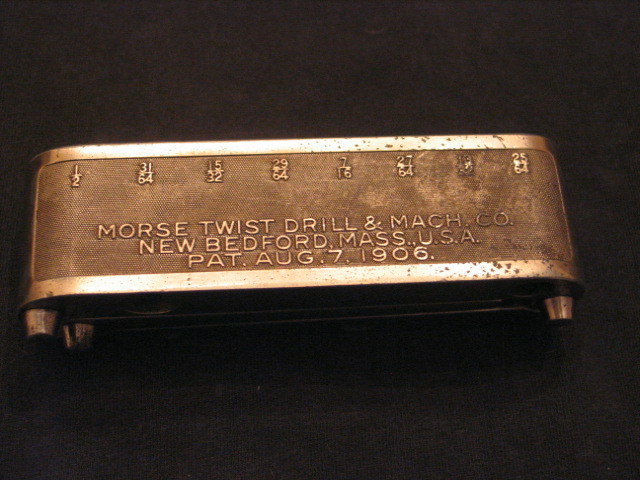 1/2 31/64 15/32 29/64 7/16 27/64 25/64
MORSE TWIST DRILL & MACH. CO.
NEW BEDFORD, MASS., U.S.A.
PAT. AUG. 7. 1906.